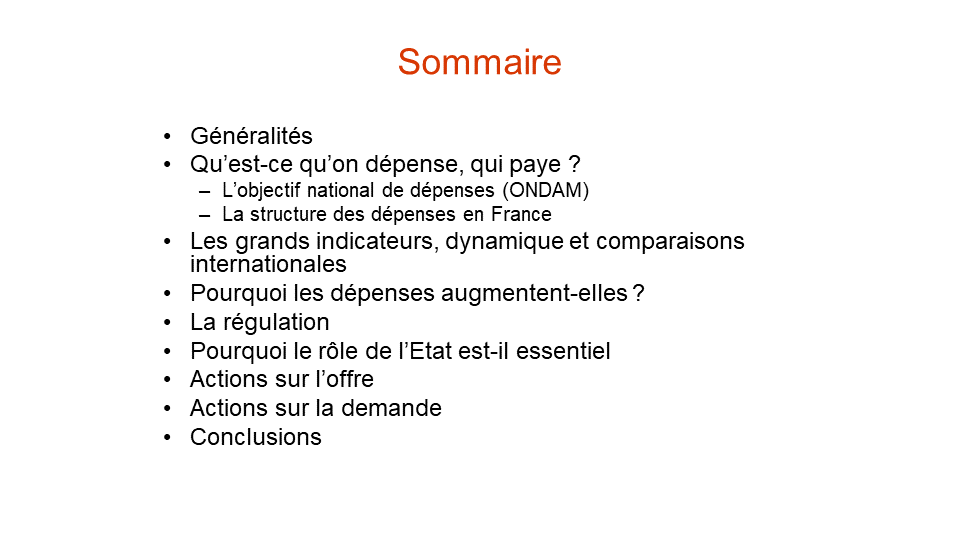 Sommaire
• Généralités
• Qu’est-ce qu’on dépense, qui paye ?
– L’objectif national de dépenses (ONDAM)
– La structure des dépenses en France
• Les grands indicateurs, dynamique et comparaisons
internationales
• Pourquoi les dépenses augmentent-elles ?
• La régulation
• Pourquoi le rôle de l’Etat est-il essentiel
• Actions sur l’offre
• Actions sur la demande
• Conclusions